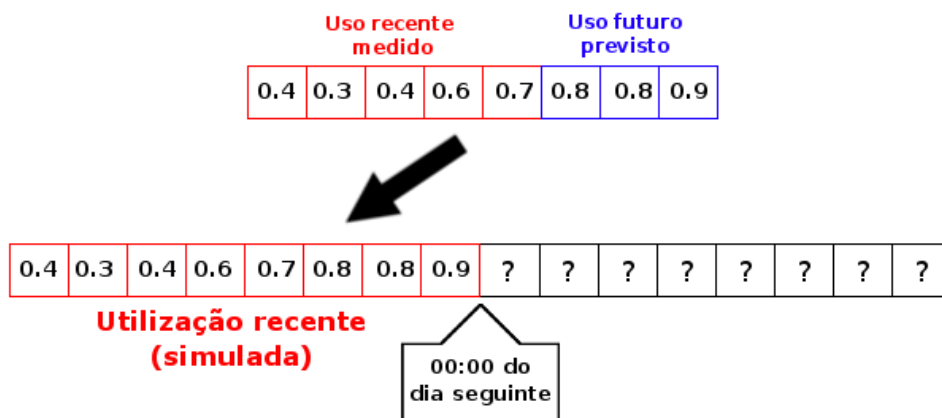 Uso recente
medido
Uso futuro
previsto
0.4 0.3 0.4 0.6 0.7 0.8 0.8 0.9
0.4 0.3 0.4 0.6 0.7 0.8 0.8 0.9 ? ? ? ? ? ? ? ?
Utilização recente
(simulada)
00:00 do
dia seguinte